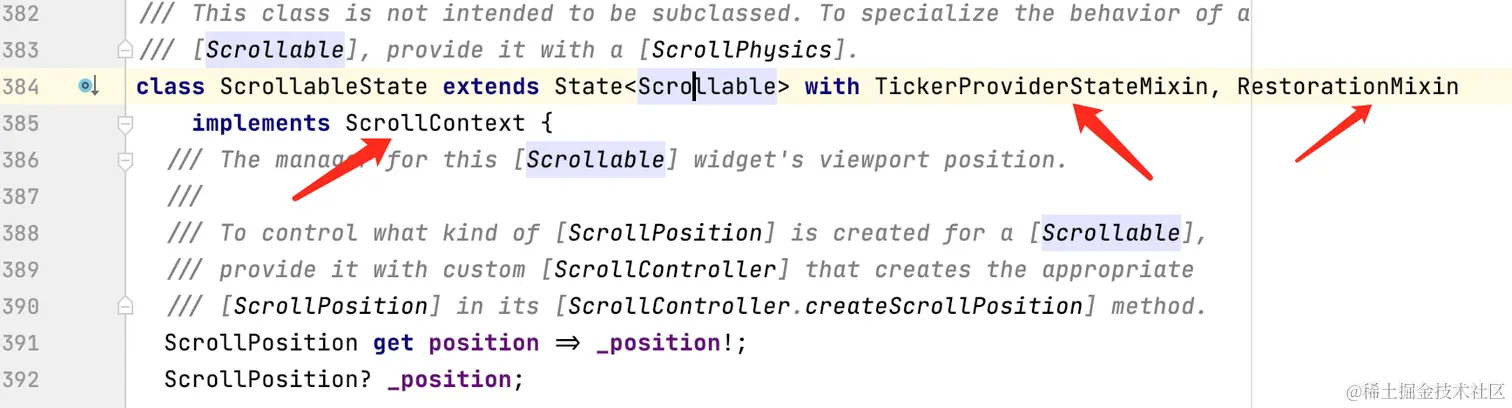 382 /// This class is not intended to be subclassed. To specialize the behavior of a
383 /// [Scrollable], provide it with a [ScrollPhysics].
384 class ScrollableState extends State<Scrollable> with TickerProviderStateMixin, RestorationMixin
385 implements ScrollContext {
386 /// The manager for this [Scrollable] widget's viewport position.
387 ///
388 /// To control what kind of [ScrollPosition] is created for a [Scrollable],
389 /// provide it with custom [ScrollController] that creates the appropriate
390 /// [ScrollPosition] in its [ScrollController.createScrollPosition] method.
391 ScrollPosition get position => _position!;
392 ScrollPosition? _position;
@稀土掘金技术社区